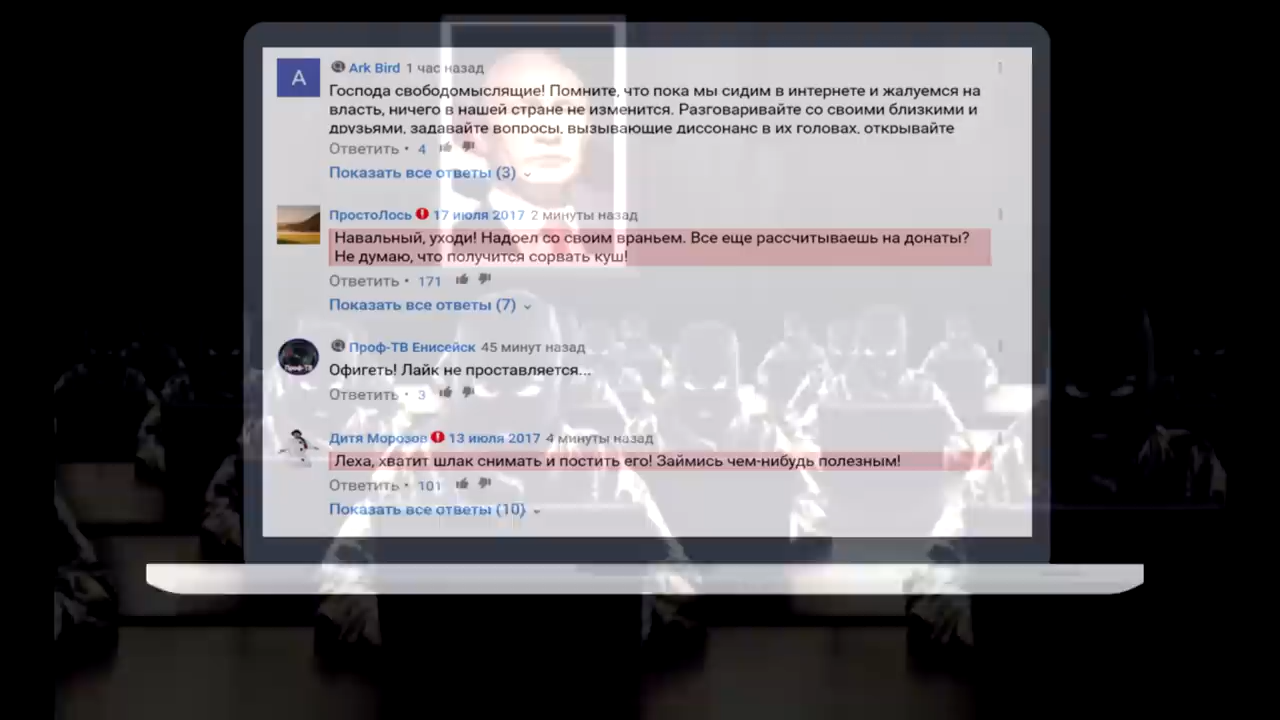 A
Ark Bird 1 час назад
Господа свободомыслящие! Помните, что пока мы сидим в интернете и жалуемся на
власть, ничего в нашей стране не изменится. Разговаривайте со своими близкими и
друзьями, задавайте вопросы, вызывающие диссонанс в их головах, открывайте
Ответить • 4
Показать все ответы (3)
ПростоЛось 17 июля 2017 2 минуты назад
Навальный, уходи! Надоел со своим враньем. Все еще рассчитываешь на донаты?
Не думаю, что получится сорвать куш!
Ответить • 171
Показать все ответы (7)
Проф-ТВ
Проф-ТВ Енисейск 45 минут назад
Офигеть! Лайк не проставляется...
Ответить • 3
Дитя Морозов 13 июля 2017 4 минуты назад
Леха, хватит шлак снимать и постить его! Займись чем-нибудь полезным!
Ответить • 101
Показать все ответы (10)